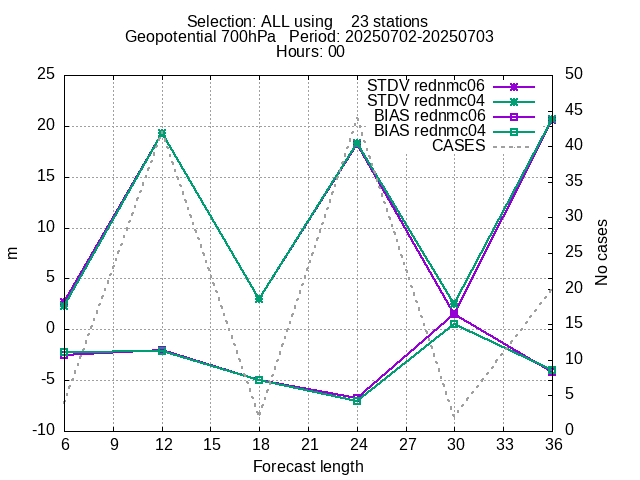 Selection: ALL using    23 stations
Geopotential 700hPa   Period: 20250702-20250703
Hours: 00
STDV rednmc06
STDV rednmc04
BIAS rednmc06
BIAS rednmc04
CASES
25
20
15
10
5
0
-5
-10
m
50
45
40
35
30
25
20
15
10
5
0
No cases
6 9 12 15 18 21 24 27 30 33 36
Forecast length